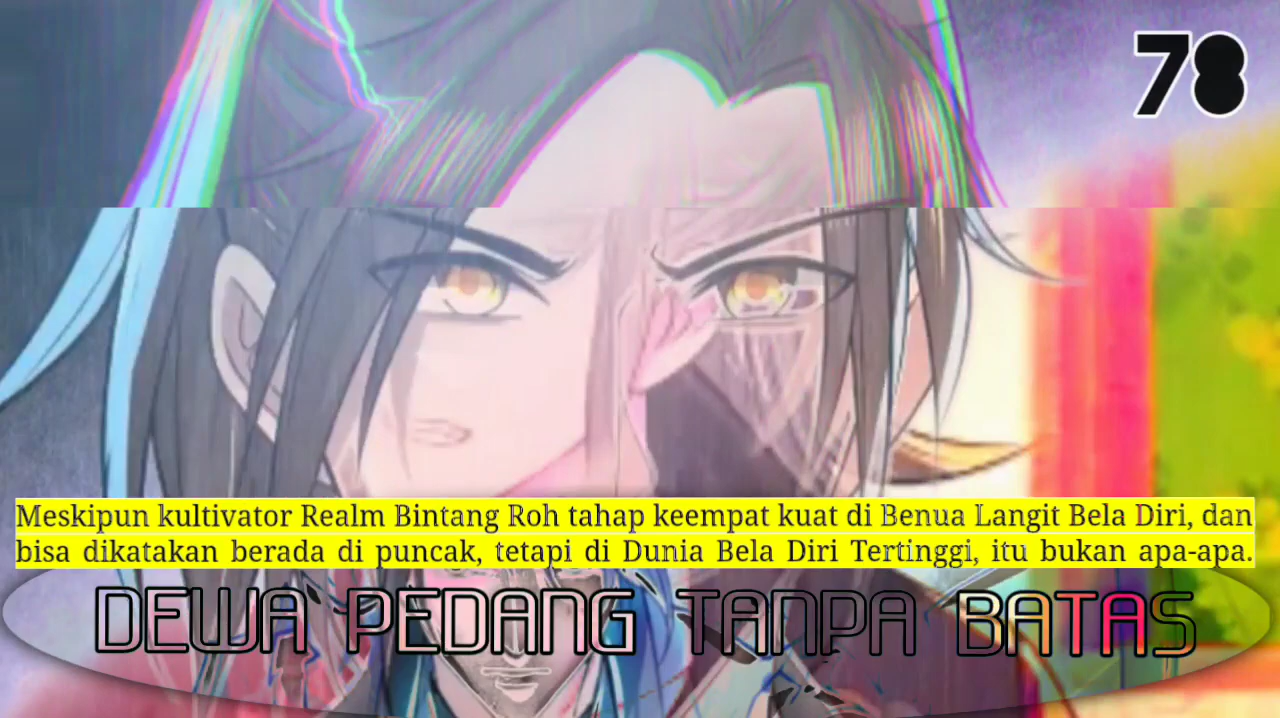 78
Meskipun kultivator Realm Bintang Roh tahap keempat kuat di Benua Langit Bela Diri, dan
bisa dikatakan berada di puncak, tetapi di Dunia Bela Diri Tertinggi, itu bukan apa-apa.
DEWA PEDANG TANPA BATAS